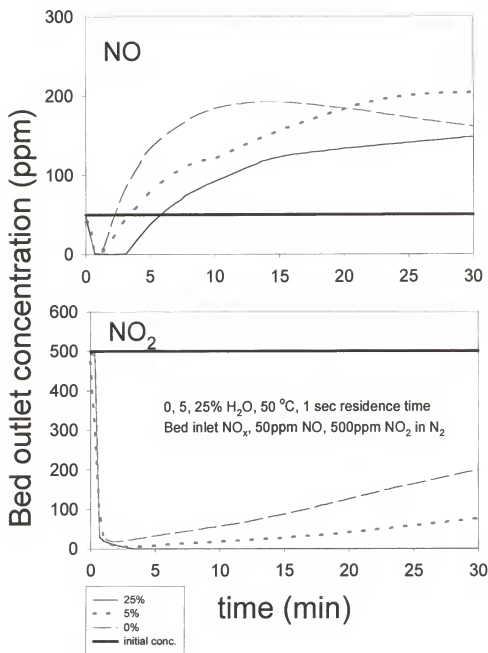 300
NO
200
100
0
0 5 10 15 20 25 30
Bed outlet concentration (ppm)
600
NO₂
500
400
0, 5, 25% H₂O, 50 °C, 1 sec residence time
Bed inlet NOₓ, 50ppm NO, 500ppm NO₂ in N₂
300
200
100
0
0 5 10 15 20 25 30
time (min)
25%
5%
0%
initial conc.